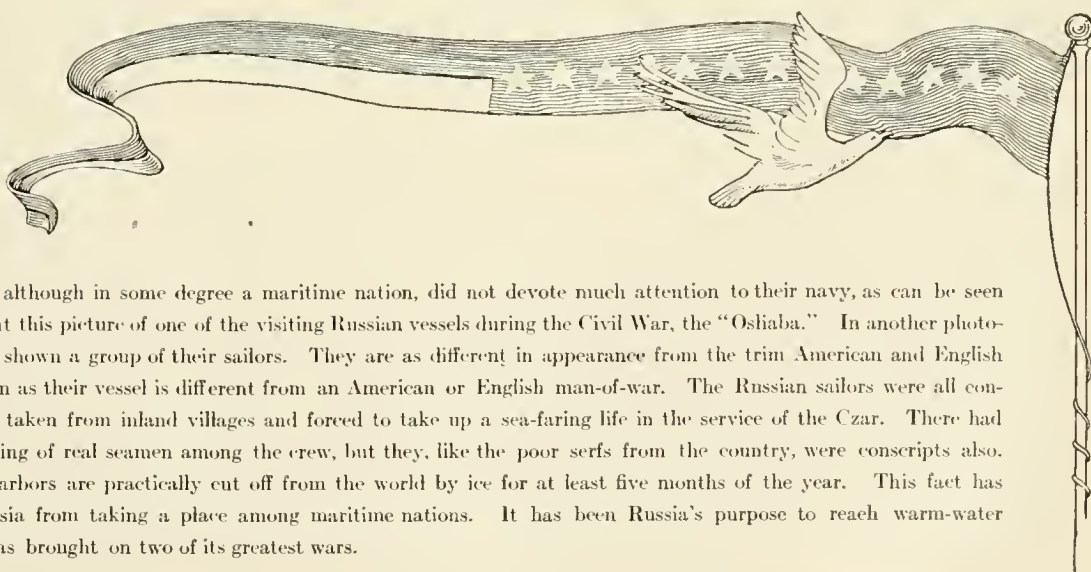 although in some degree a maritime nation, did not devote much attention to their navy, as can be seen
t this picture of one of the visiting Russian vessels during the Civil War, the “Osliaba.” In another photo-
shown a group of their sailors. They are as different in appearance from the trim American and English
n as their vessel is different from an American or English man-of-war. The Russian sailors were all con-
taken from inland villages and forced to take up a sea-faring life in the service of the Czar. There had
ing of real seamen among the crew, but they, like the poor serfs from the country, were conscripts also.
arbors are practically cut off from the world by ice for at least five months of the year. This fact has
sia from taking a place among maritime nations. It has been Russia's purpose to reach warm-water
as brought on two of its greatest wars.